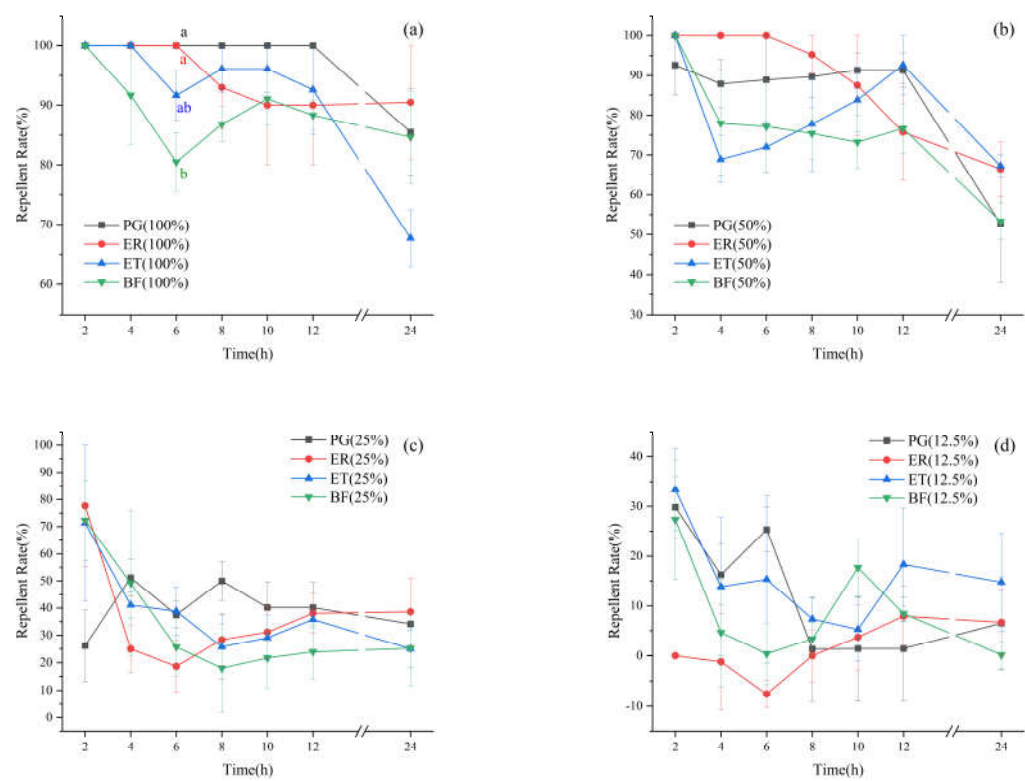 a
(a)
100
a
90
ab
80
b
70
60
Repellent Rate(%)
PG(100%)
ER(100%)
ET(100%)
BF(100%)
2 4 6 8 10 12 24
Time(h)
(b)
100
90
80
70
60
50
40
30
Repellent Rate(%)
PG(50%)
ER(50%)
ET(50%)
BF(50%)
2 4 6 8 10 12 24
Time(h)
(c)
100
90
80
70
60
50
40
30
20
10
0
Repellent Rate(%)
PG(25%)
ER(25%)
ET(25%)
BF(25%)
2 4 6 8 10 12 24
Time(h)
(d)
40
30
20
10
0
-10
Repellent Rate(%)
PG(12.5%)
ER(12.5%)
ET(12.5%)
BF(12.5%)
2 4 6 8 10 12 24
Time(h)